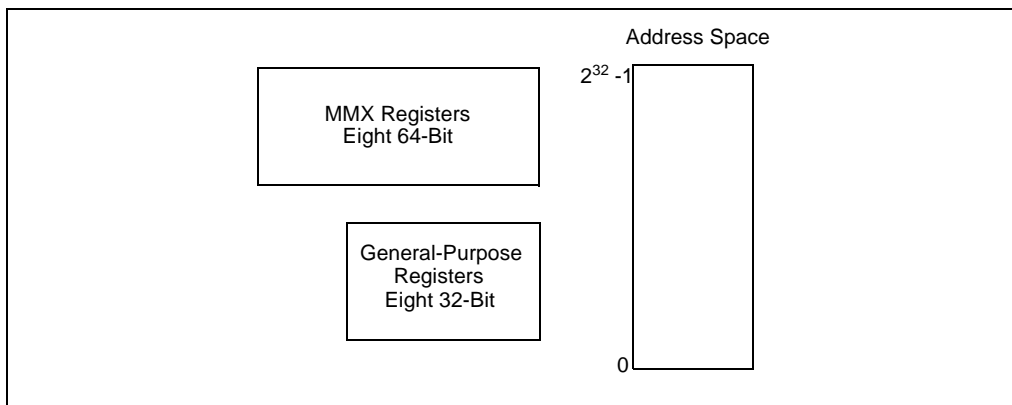 Address Space
2³² -1
MMX Registers
Eight 64-Bit
General-Purpose
Registers
Eight 32-Bit
0